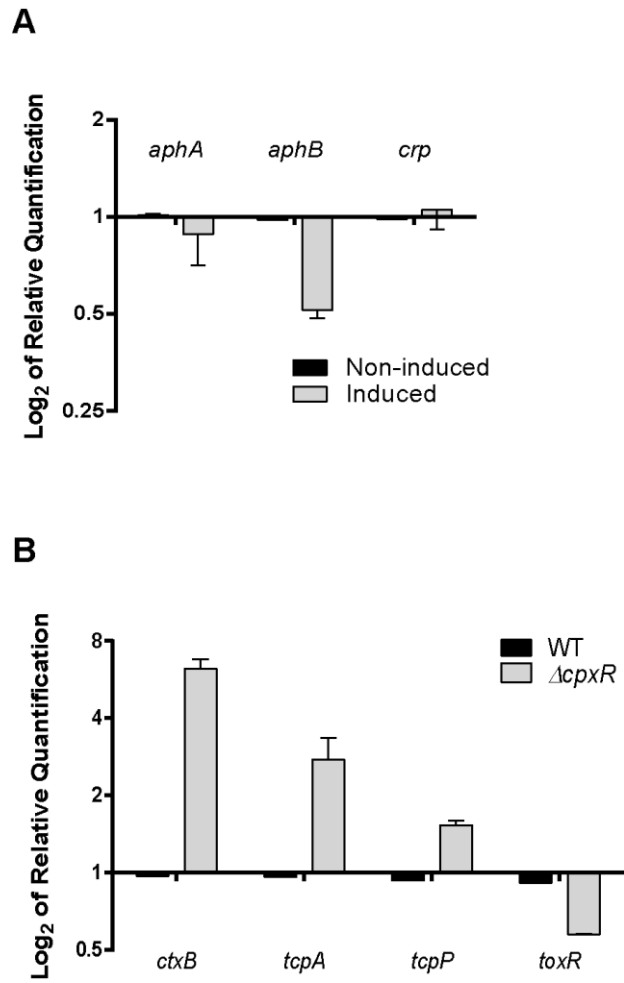 A
Log2 of Relative Quantification
2
1
0.5
0.25
aphA aphB crp
Non-induced
Induced
B
Log2 of Relative Quantification
8
4
2
1
0.5
WT
ΔcpxR
ctxB tcpA tcpP toxR